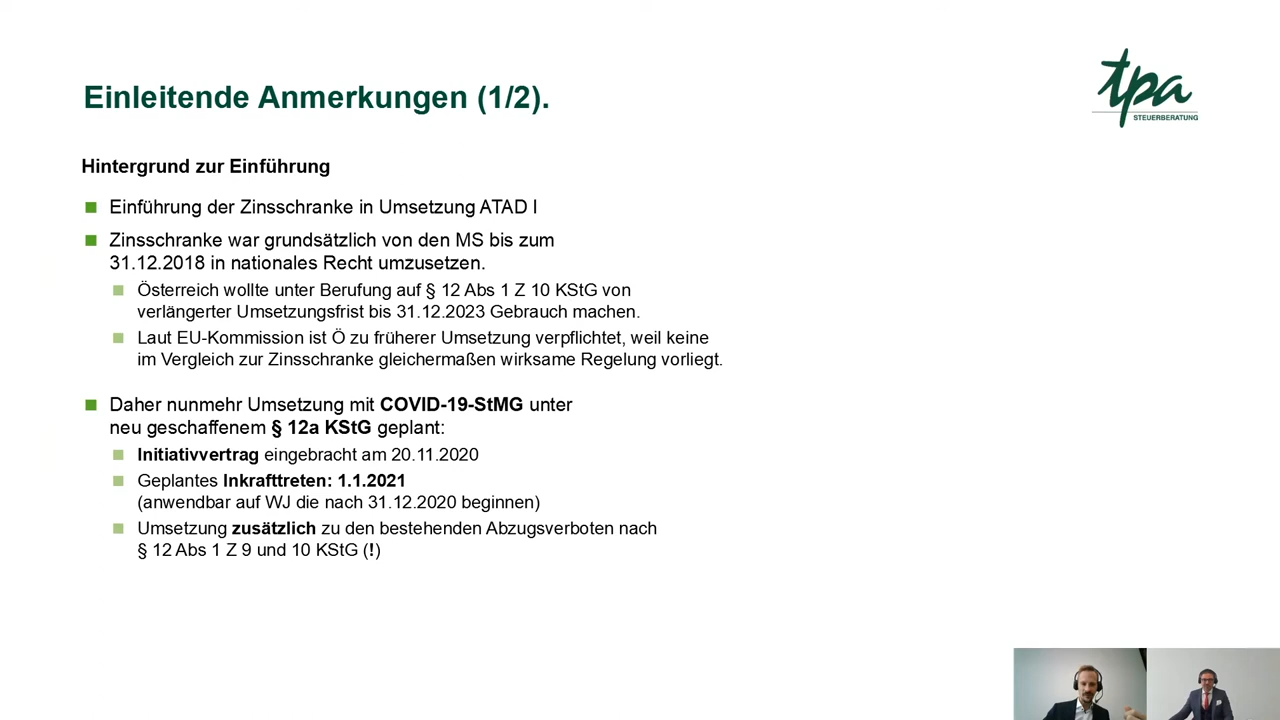 Einleitende Anmerkungen (1/2).
tpa
STEUERBERATUNG
Hintergrund zur Einführung
Einführung der Zinsschranke in Umsetzung ATAD I
Zinsschranke war grundsätzlich von den MS bis zum
31.12.2018 in nationales Recht umzusetzen.
Österreich wollte unter Berufung auf § 12 Abs 1 Z 10 KStG von
verlängerter Umsetzungsfrist bis 31.12.2023 Gebrauch machen.
Laut EU-Kommission ist Ö zu früherer Umsetzung verpflichtet, weil keine
im Vergleich zur Zinsschranke gleichermaßen wirksame Regelung vorliegt.
Daher nunmehr Umsetzung mit COVID-19-StMG unter
neu geschaffenem § 12a KStG geplant:
Initiativvertrag eingebracht am 20.11.2020
Geplantes Inkrafttreten: 1.1.2021
(anwendbar auf WJ die nach 31.12.2020 beginnen)
Umsetzung zusätzlich zu den bestehenden Abzugsverboten nach
§ 12 Abs 1 Z 9 und 10 KStG (!)